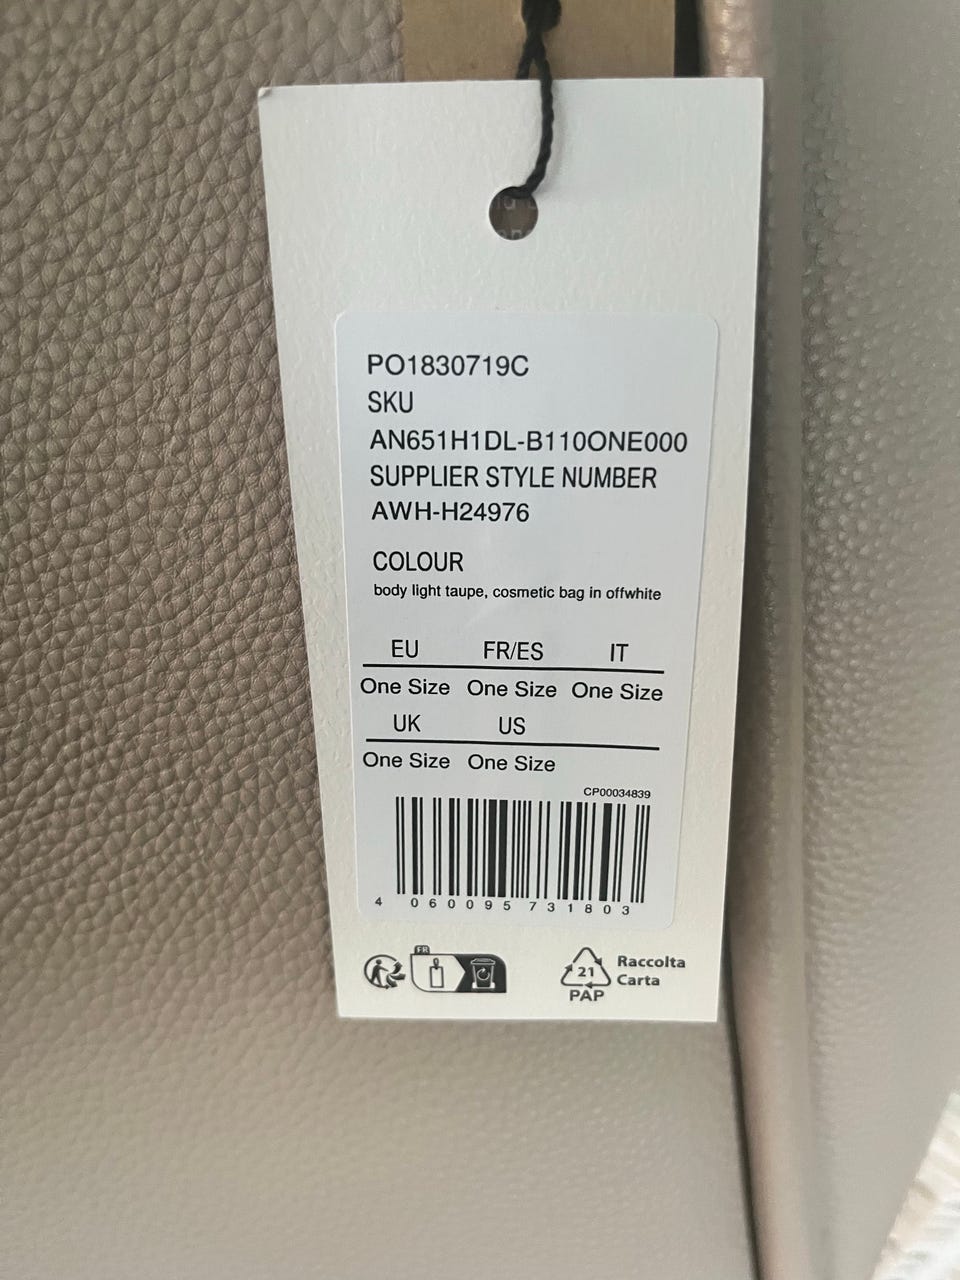 PO1830719C
SKU
AN651H1DL-B110ONE000
SUPPLIER STYLE NUMBER
AWH-H24976
COLOUR
body light taupe, cosmetic bag in offwhite
EU FR/ES IT
One Size One Size One Size
UK US
One Size One Size
CP00034839
4 060095 731803
FR
21
PAP
Raccolta
Carta